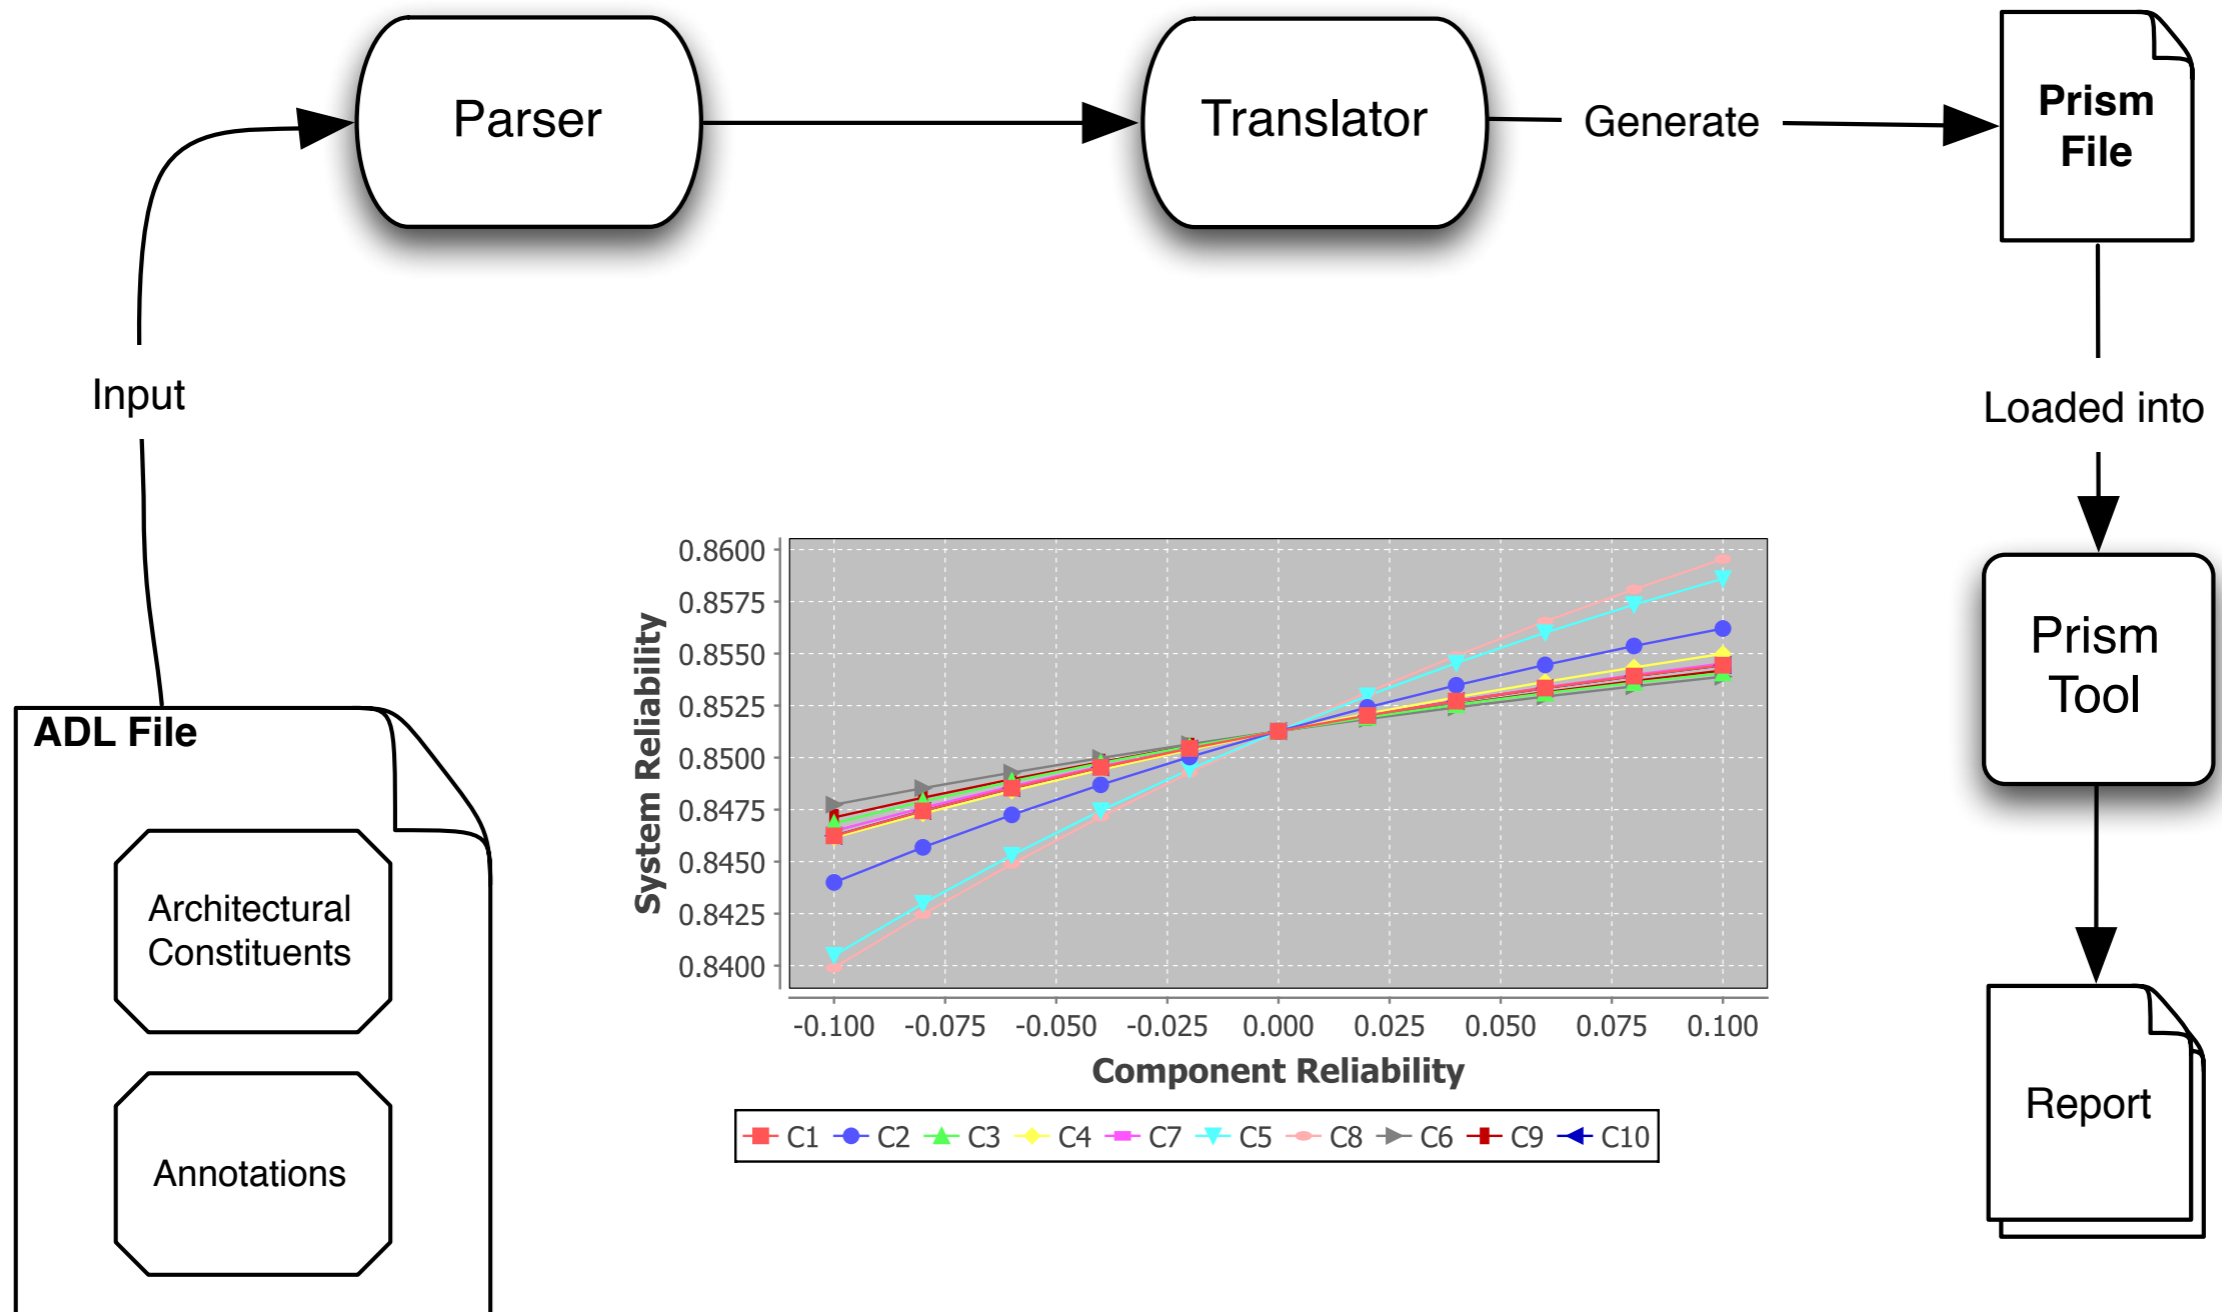 Parser
Translator
Generate
Prism
File
Input
Loaded into
ADL File
Architectural
Constituents
Annotations
0.8600
0.8575
0.8550
0.8525
0.8500
0.8475
0.8450
0.8425
0.8400
System Reliability
-0.100 -0.075 -0.050 -0.025 0.000 0.025 0.050 0.075 0.100
Component Reliability
C1 C2 C3 C4 C7 C5 C8 C6 C9 C10
Prism
Tool
Report